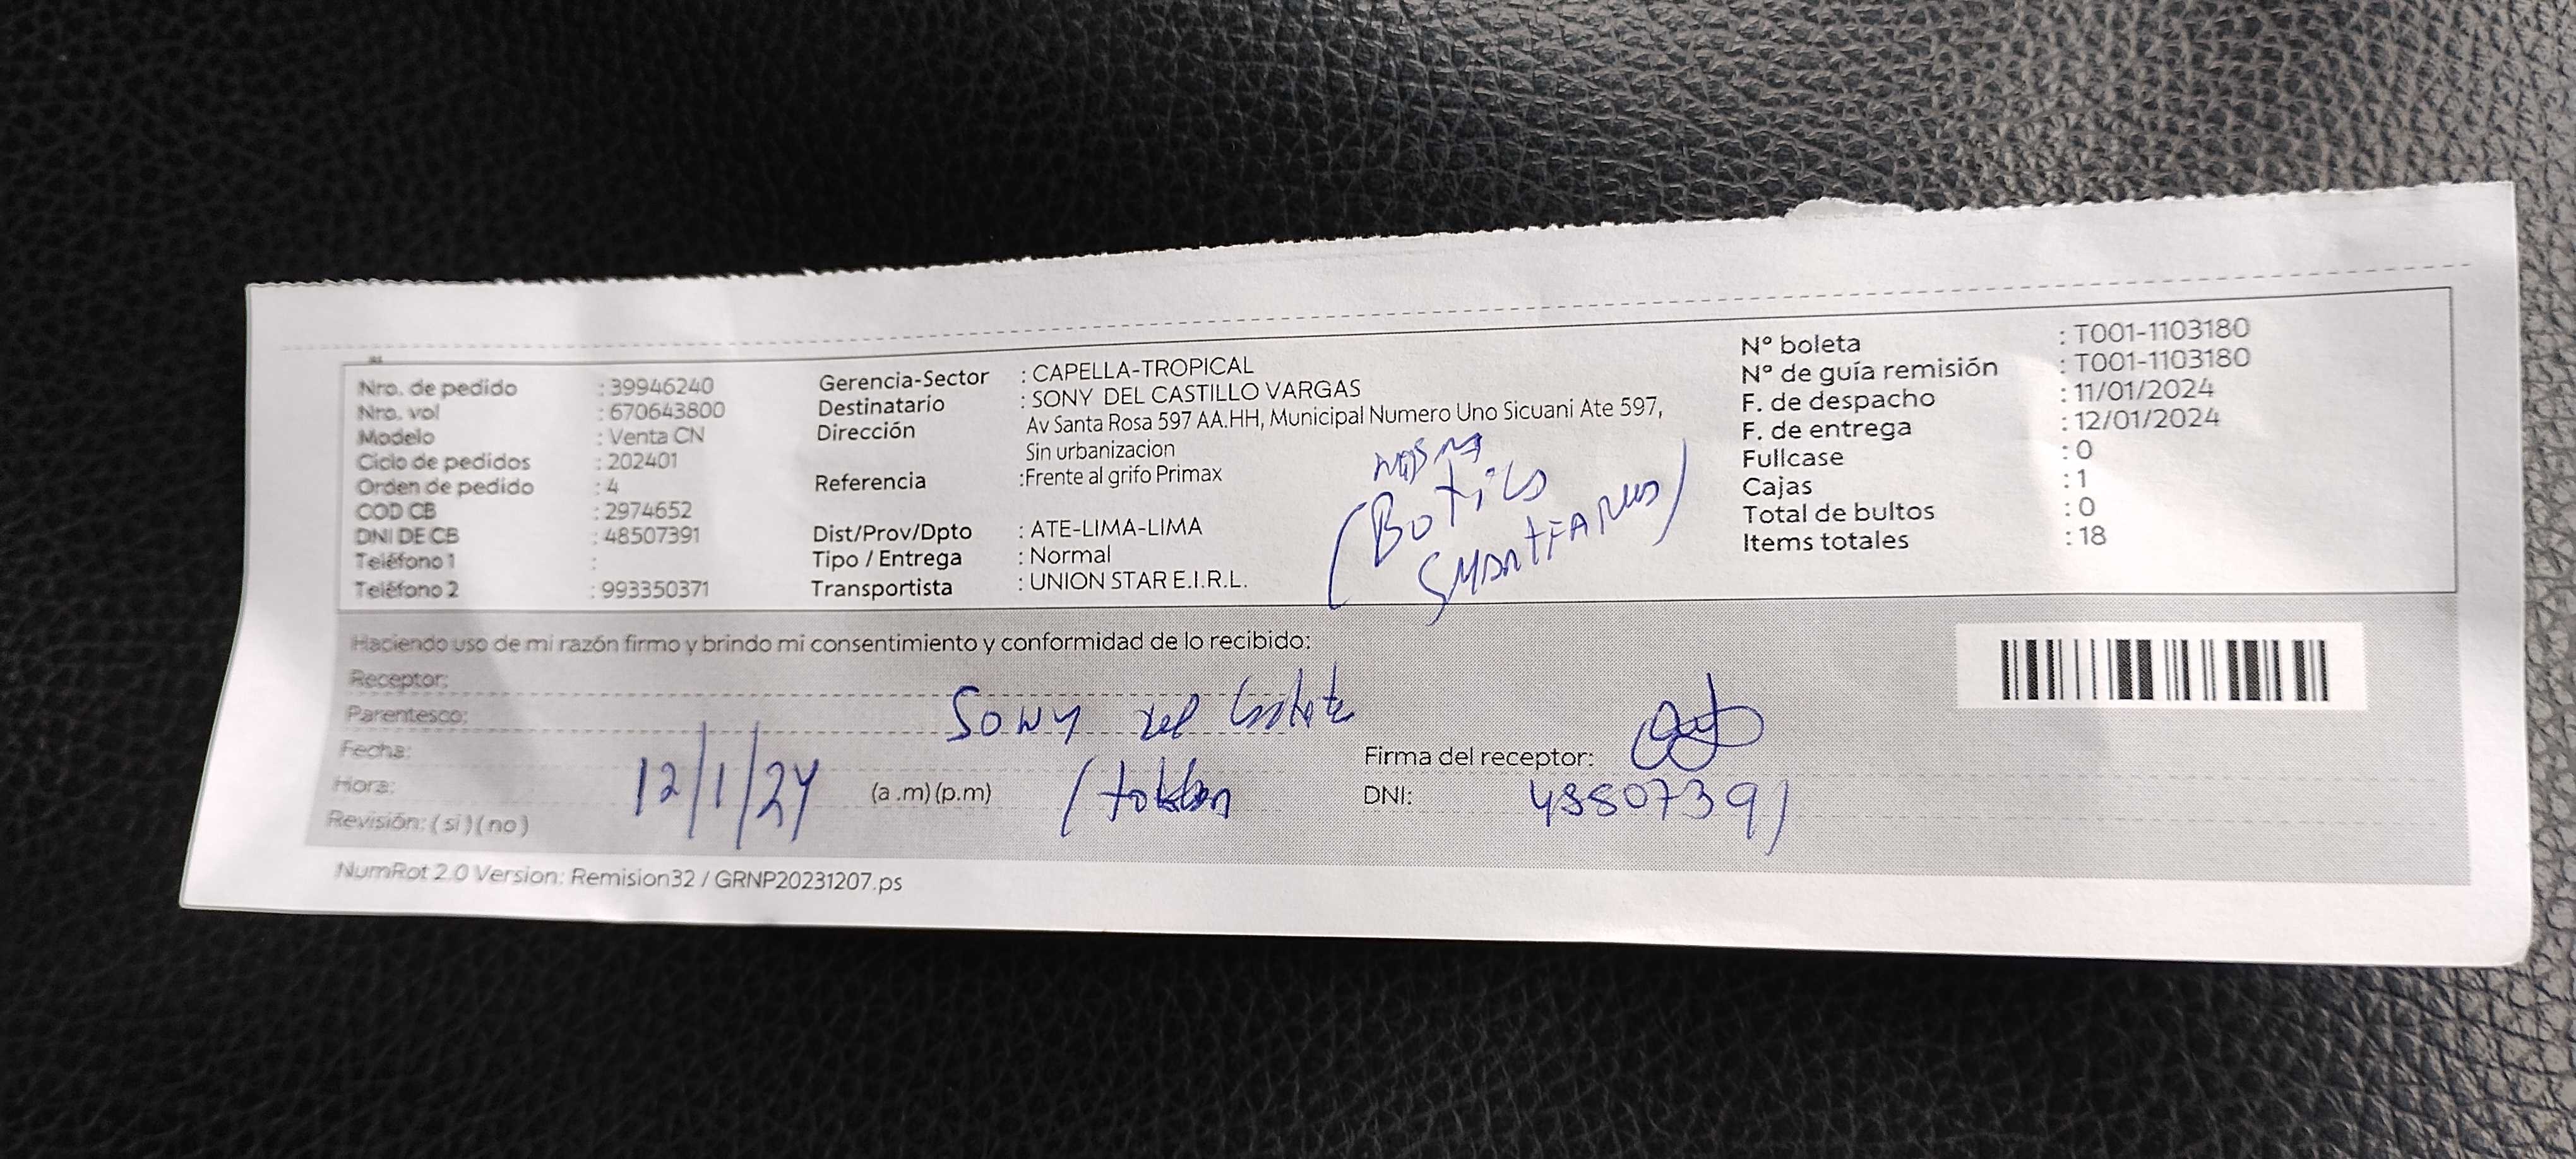 Nro. de pedido : 39946240
Nro. vol : 670643800
Modelo : Venta CN
Ciclo de pedidos : 202401
Orden de pedido : 4
COD CB : 2974652
DNI DE CB : 48507391
Teléfono 1 :
Teléfono 2 : 993350371
Gerencia-Sector : CAPELLA-TROPICAL
Destinatario : SONY DEL CASTILLO VARGAS
Dirección Av Santa Rosa 597 AA.HH, Municipal Numero Uno Sicuani Ate 597,
Sin urbanizacion
Referencia :Frente al grifo Primax
Dist/Prov/Dpto : ATE-LIMA-LIMA
Tipo / Entrega : Normal
Transportista : UNION STAR E.I.R.L.
(Botica
Nº boleta : T001-1103180
Nº de guía remisión : T001-1103180
F. de despacho : 11/01/2024
F. de entrega : 12/01/2024
Fullcase : 0
Cajas : 1
Total de bultos : 0
Items totales : 18
Haciendo uso de mi razón firmo y brindo mi consentimiento y conformidad de lo recibido:
Receptor:
Parentesco: Sony del
Fecha:
Hora: 12/1/24 (a .m) (p.m)
Revisión: ( si ) ( no )
Firma del receptor:
DNI: 48507391
NumRot 2.0 Version: Remision32 / GRNP20231207.ps